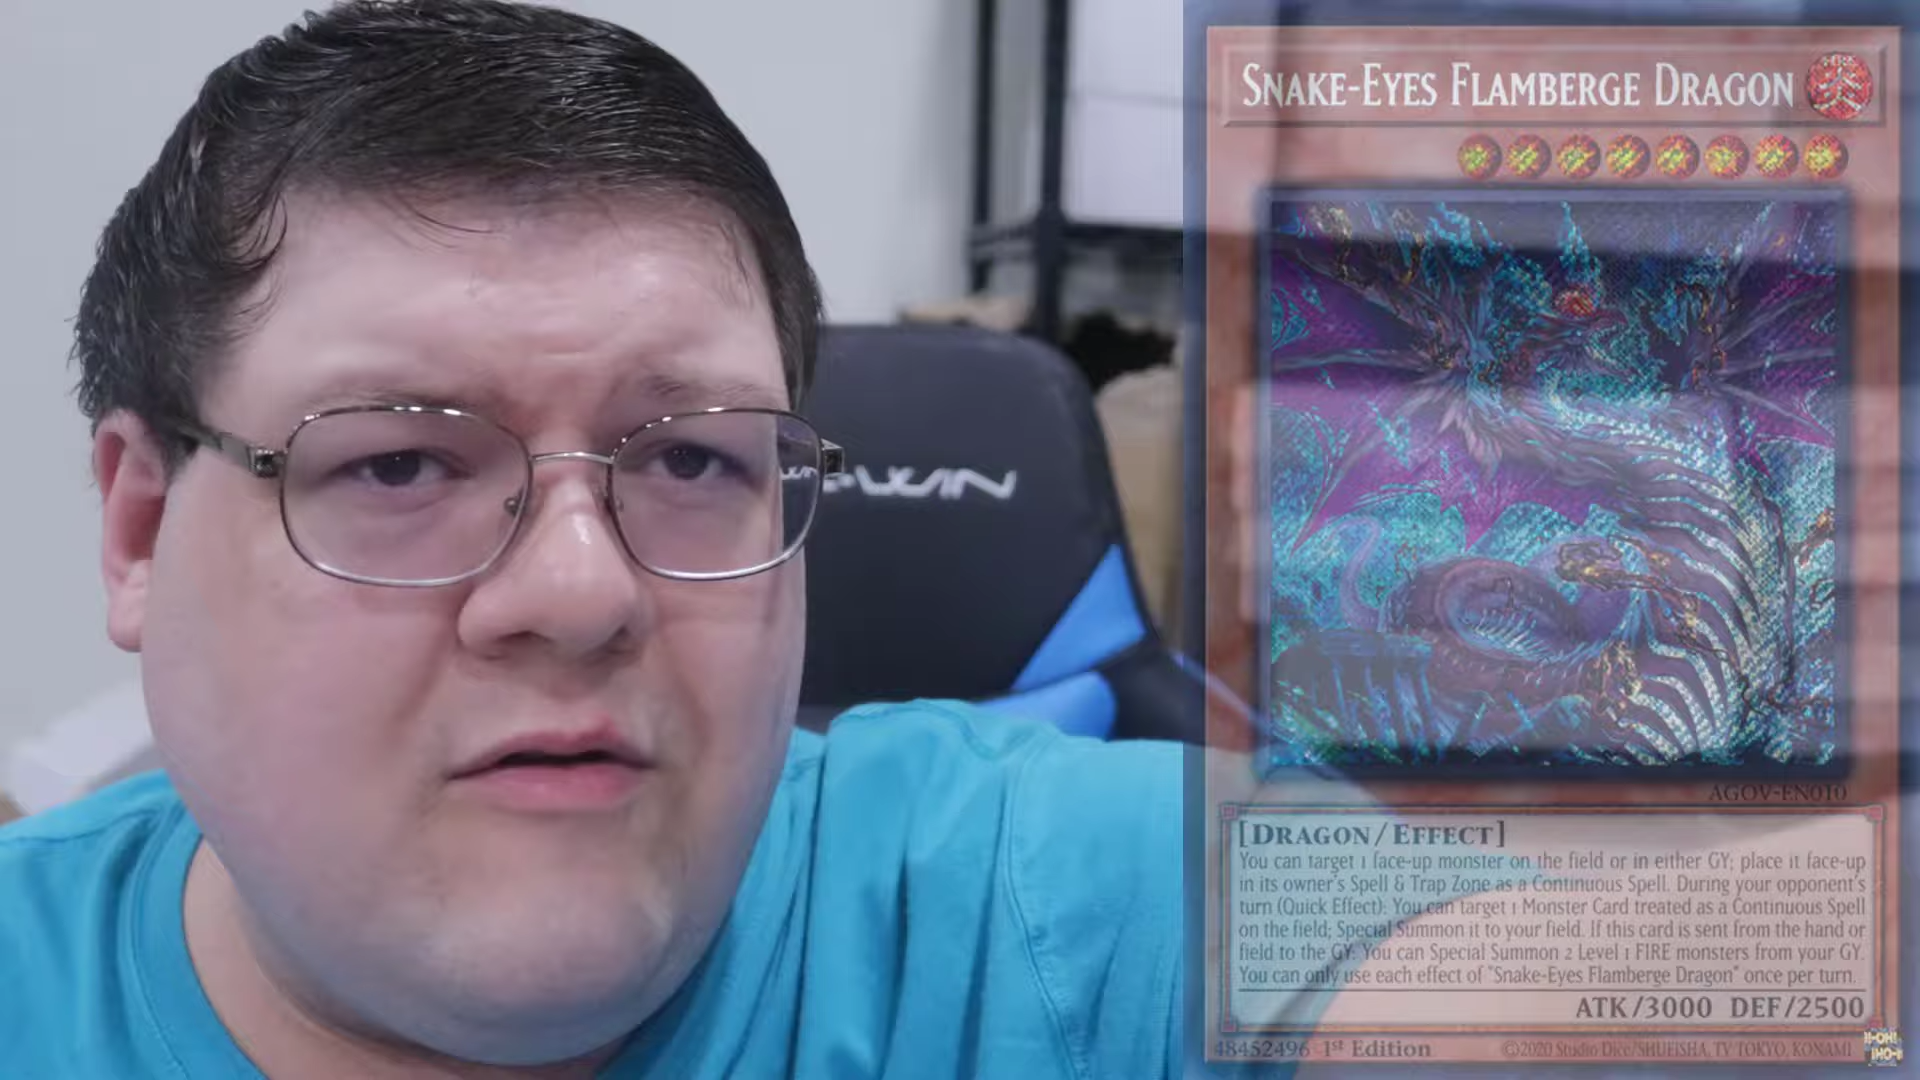 SNAKE-EYES FLAMBERGE DRAGON
炎
AGOV-EN010
[DRAGON/EFFECT]
You can target 1 face-up monster on the field or in either GY; place it face-up
in its owner's Spell & Trap Zone as a Continuous Spell. During your opponent's
turn (Quick Effect): You can target 1 Monster Card treated as a Continuous Spell
on the field; Special Summon it to your field. If this card is sent from the hand or
field to the GY: You can Special Summon 2 Level 1 FIRE monsters from your GY.
You can only use each effect of "Snake-Eyes Flamberge Dragon" once per turn.
ATK/3000 DEF/2500
48452496 1st Edition
©2020 Studio Dice/SHUEISHA, TV TOKYO, KONAMI